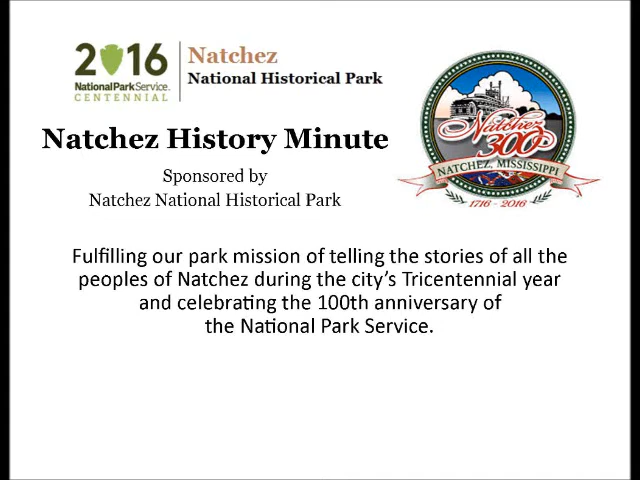 2016
National Park Service
CENTENNIAL
Natchez
National Historical Park
Natchez History Minute
Sponsored by
Natchez National Historical Park
Natchez
300
NATCHEZ, MISSISSIPPI
1716 - 2016
Fulfilling our park mission of telling the stories of all the
peoples of Natchez during the city’s Tricentennial year
and celebrating the 100th anniversary of
the National Park Service.